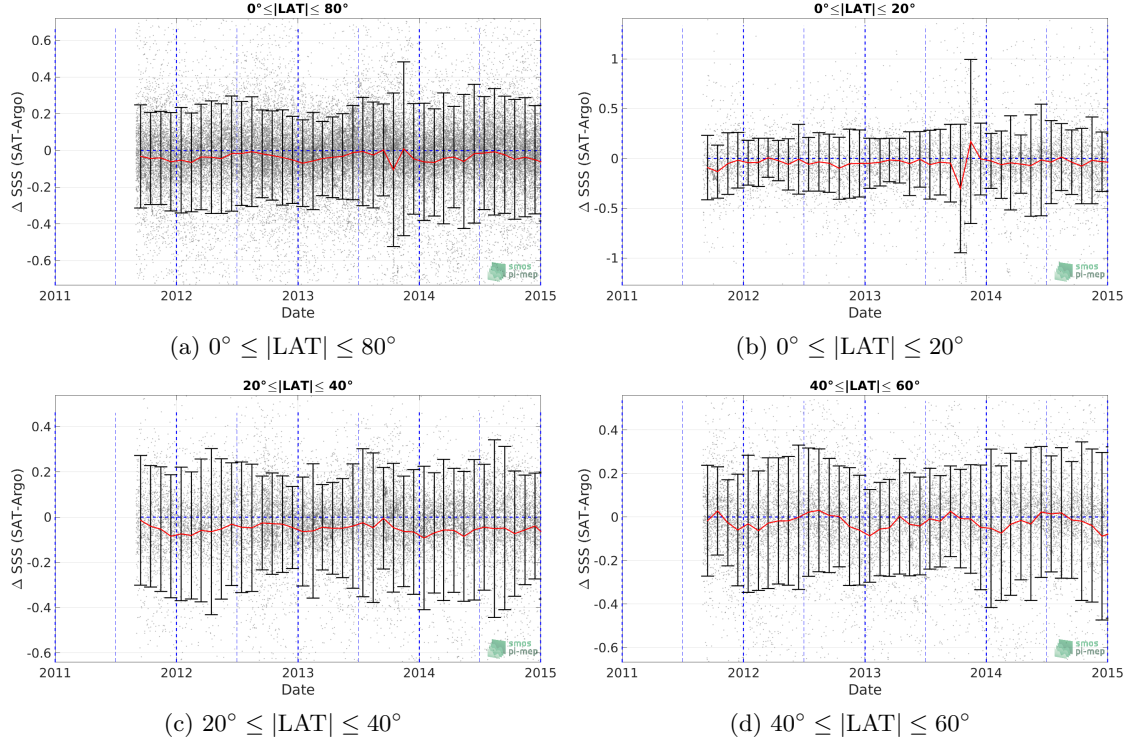 0°≤|LAT|≤ 80°
Δ SSS (SAT-Argo)
0.6
0.4
0.2
0
-0.2
-0.4
-0.6
smos
pi-mep
2011 2012 2013 2014 2015
Date
(a) 0° ≤ |LAT| ≤ 80°
0°≤|LAT|≤ 20°
Δ SSS (SAT-Argo)
1
0.5
0
-0.5
-1
smos
pi-mep
2011 2012 2013 2014 2015
Date
(b) 0° ≤ |LAT| ≤ 20°
20°≤|LAT|≤ 40°
Δ SSS (SAT-Argo)
0.4
0.2
0
-0.2
-0.4
-0.6
smos
pi-mep
2011 2012 2013 2014 2015
Date
(c) 20° ≤ |LAT| ≤ 40°
40°≤|LAT|≤ 60°
Δ SSS (SAT-Argo)
0.4
0.2
0
-0.2
-0.4
-0.6
smos
pi-mep
2011 2012 2013 2014 2015
Date
(d) 40° ≤ |LAT| ≤ 60°